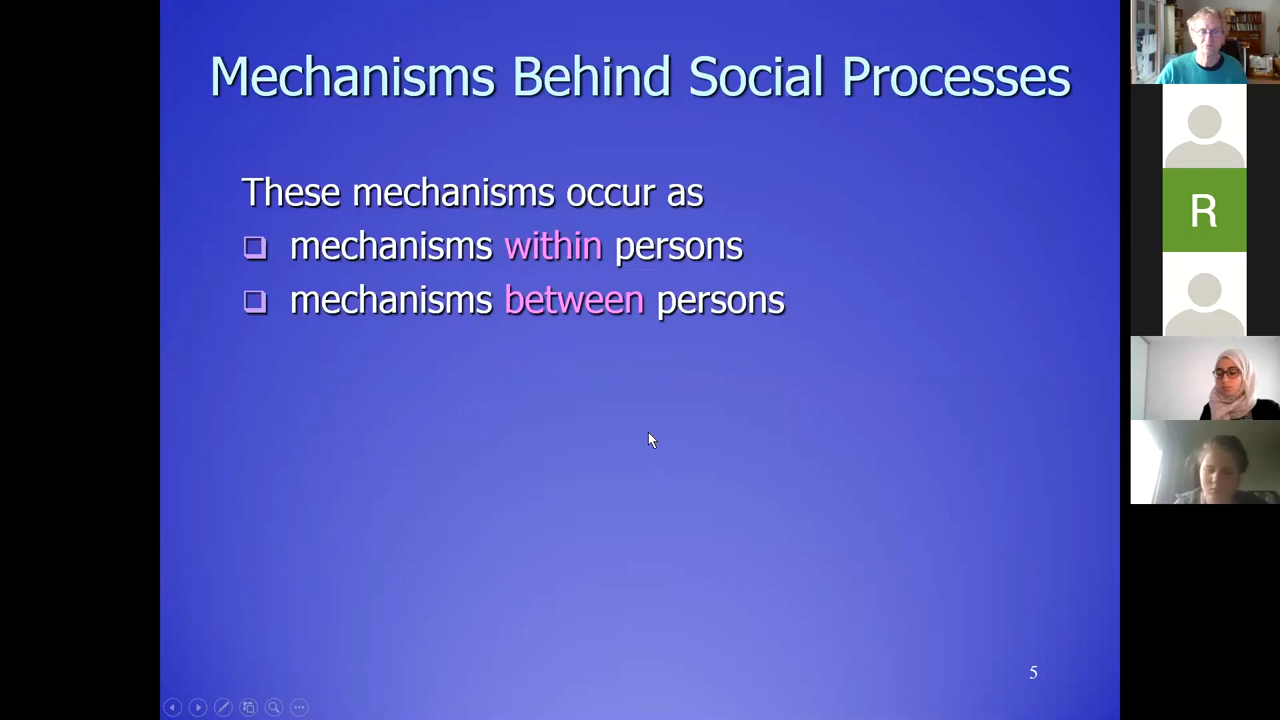 Mechanisms Behind Social Processes
These mechanisms occur as
mechanisms within persons
mechanisms between persons
5
R